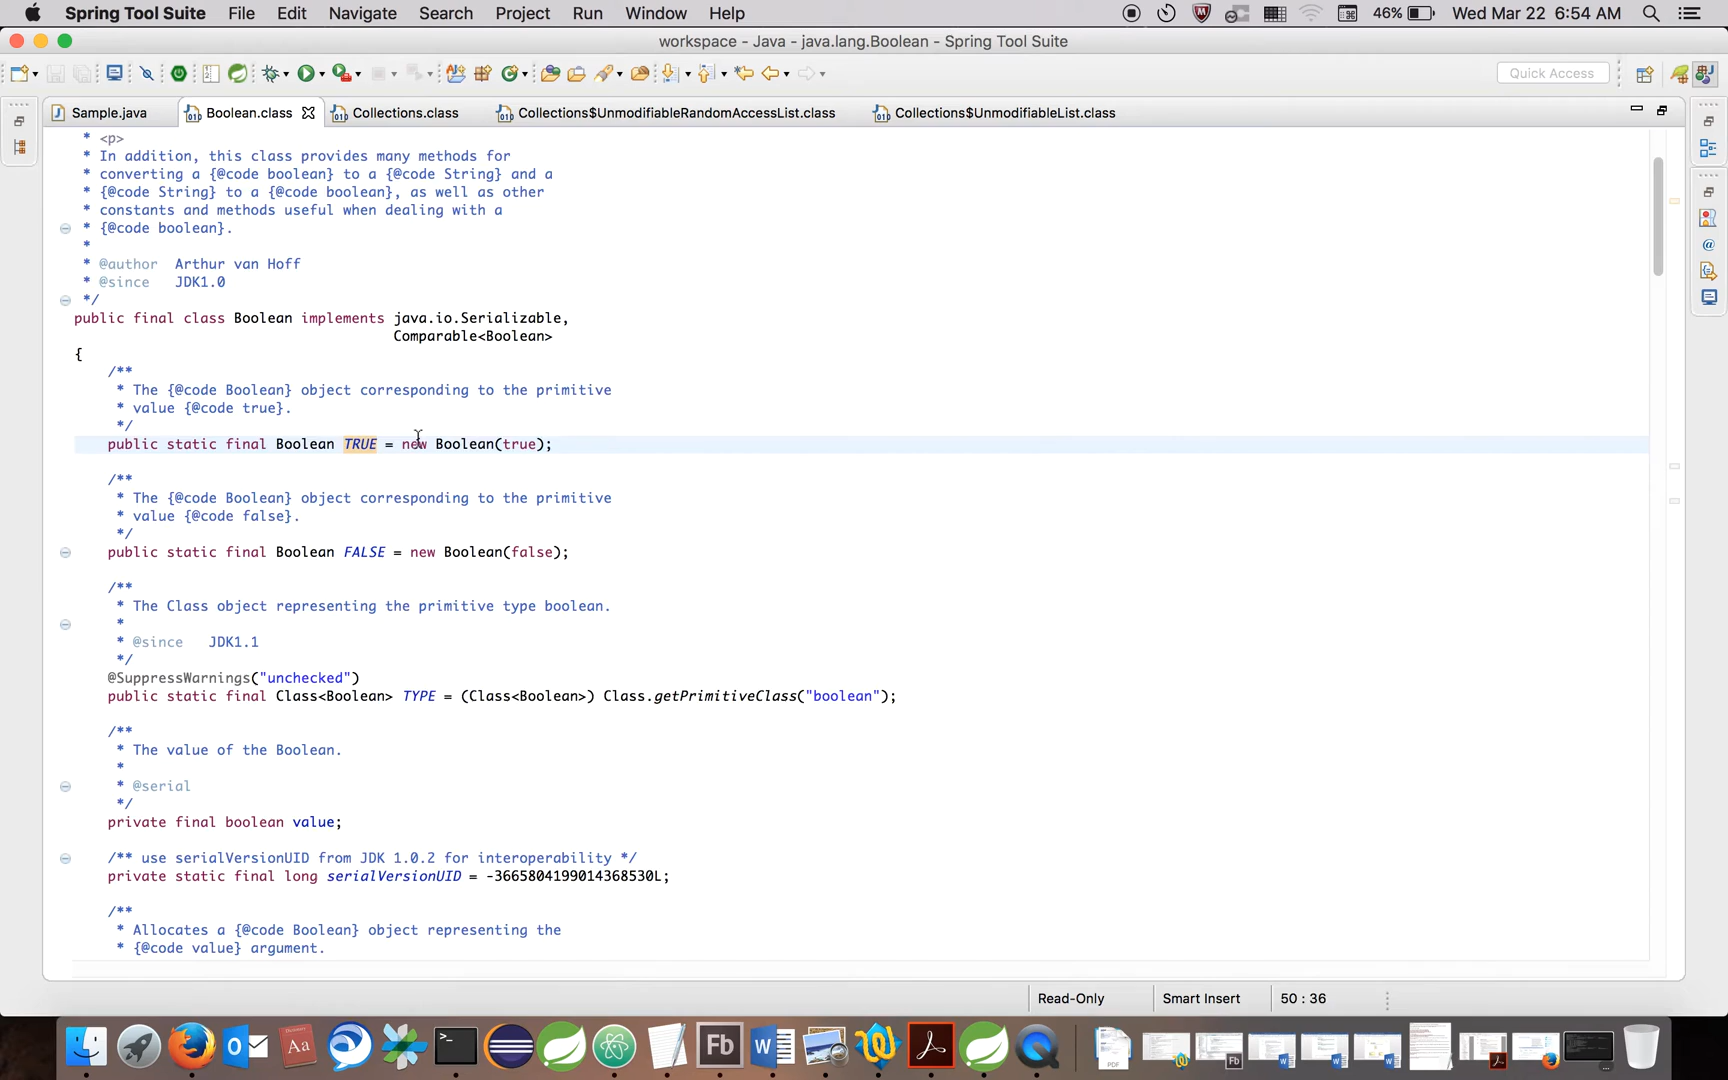 Spring Tool Suite File Edit Navigate Search Project Run Window Help 46% Wed Mar 22 6:54 AM
workspace - Java - java.lang.Boolean - Spring Tool Suite
Quick Access
Sample.java Boolean.class Collections.class Collections$UnmodifiableRandomAccessList.class Collections$UnmodifiableList.class
* <p>
* In addition, this class provides many methods for
* converting a {@code boolean} to a {@code String} and a
* {@code String} to a {@code boolean}, as well as other
* constants and methods useful when dealing with a
* {@code boolean}.
*
* @author Arthur van Hoff
* @since JDK1.0
*/
public final class Boolean implements java.io.Serializable,
Comparable<Boolean>
{
/**
* The {@code Boolean} object corresponding to the primitive
* value {@code true}.
*/
public static final Boolean TRUE = new Boolean(true);
/**
* The {@code Boolean} object corresponding to the primitive
* value {@code false}.
*/
public static final Boolean FALSE = new Boolean(false);
/**
* The Class object representing the primitive type boolean.
*
* @since JDK1.1
*/
@SuppressWarnings("unchecked")
public static final Class<Boolean> TYPE = (Class<Boolean>) Class.getPrimitiveClass("boolean");
/**
* The value of the Boolean.
*
* @serial
*/
private final boolean value;
/** use serialVersionUID from JDK 1.0.2 for interoperability */
private static final long serialVersionUID = -3665804199014368530L;
/**
* Allocates a {@code Boolean} object representing the
* {@code value} argument.
Read-Only Smart Insert 50 : 36
Aa Fb W PDF